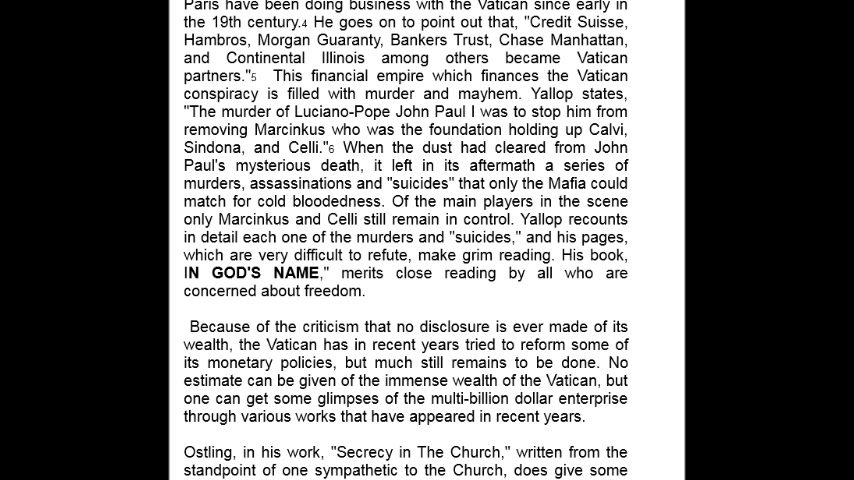 Paris have been doing business with the Vatican since early in
the 19th century.4 He goes on to point out that, "Credit Suisse,
Hambros, Morgan Guaranty, Bankers Trust, Chase Manhattan,
and Continental Illinois among others became Vatican
partners."5 This financial empire which finances the Vatican
conspiracy is filled with murder and mayhem. Yallop states,
"The murder of Luciano-Pope John Paul I was to stop him from
removing Marcinkus who was the foundation holding up Calvi,
Sindona, and Celli."6 When the dust had cleared from John
Paul's mysterious death, it left in its aftermath a series of
murders, assassinations and "suicides" that only the Mafia could
match for cold bloodedness. Of the main players in the scene
only Marcinkus and Celli still remain in control. Yallop recounts
in detail each one of the murders and "suicides," and his pages,
which are very difficult to refute, make grim reading. His book,
IN GOD'S NAME," merits close reading by all who are
concerned about freedom.
Because of the criticism that no disclosure is ever made of its
wealth, the Vatican has in recent years tried to reform some of
its monetary policies, but much still remains to be done. No
estimate can be given of the immense wealth of the Vatican, but
one can get some glimpses of the multi-billion dollar enterprise
through various works that have appeared in recent years.
Ostling, in his work, "Secrecy in The Church," written from the
standpoint of one sympathetic to the Church, does give some